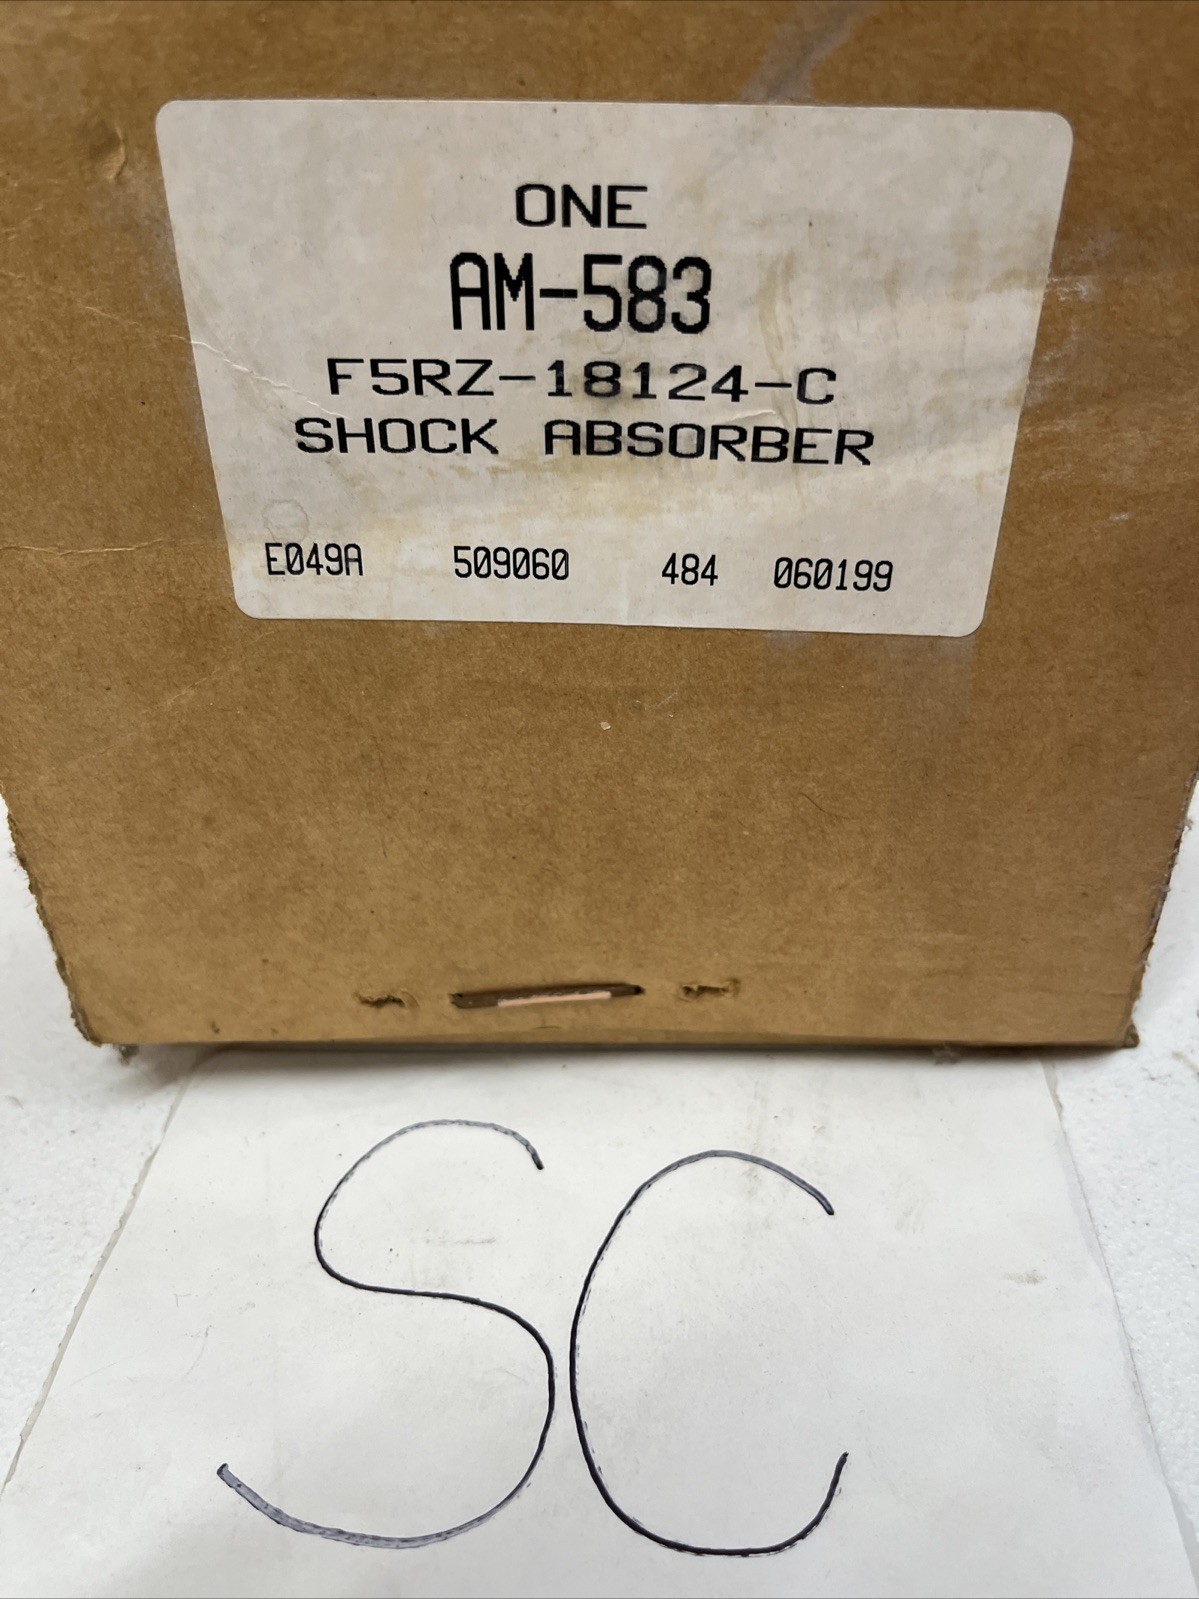 ONE
AM-583
F5RZ-18124-C
SHOCK ABSORBER
E049A 509060 484 060199
SC